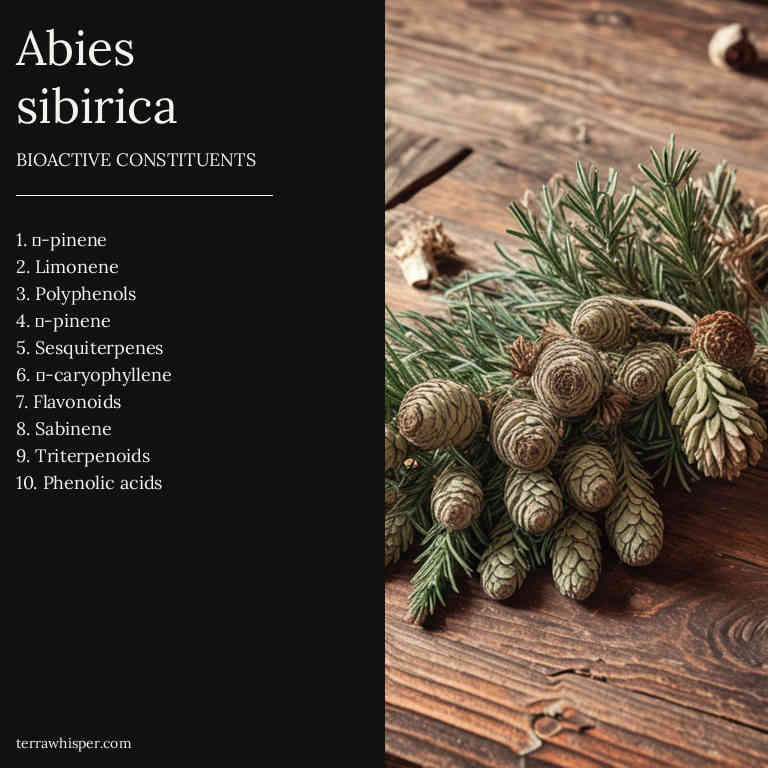 Abies
sibirica
BIOACTIVE CONSTITUENTS
1. □-pinene
2. Limonene
3. Polyphenols
4. □-pinene
5. Sesquiterpenes
6. □-caryophyllene
7. Flavonoids
8. Sabinene
9. Triterpenoids
10. Phenolic acids
terrawhisper.com